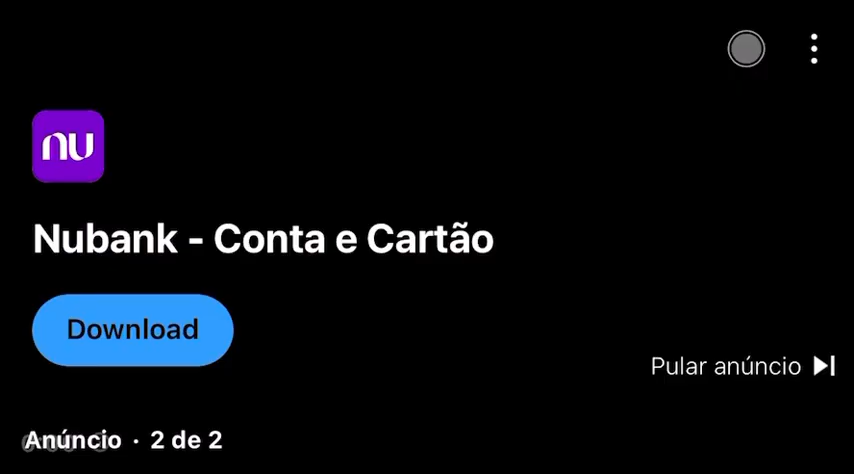 nu
Nubank - Conta e Cartão
Download
Pular anúncio
Anúncio · 2 de 2